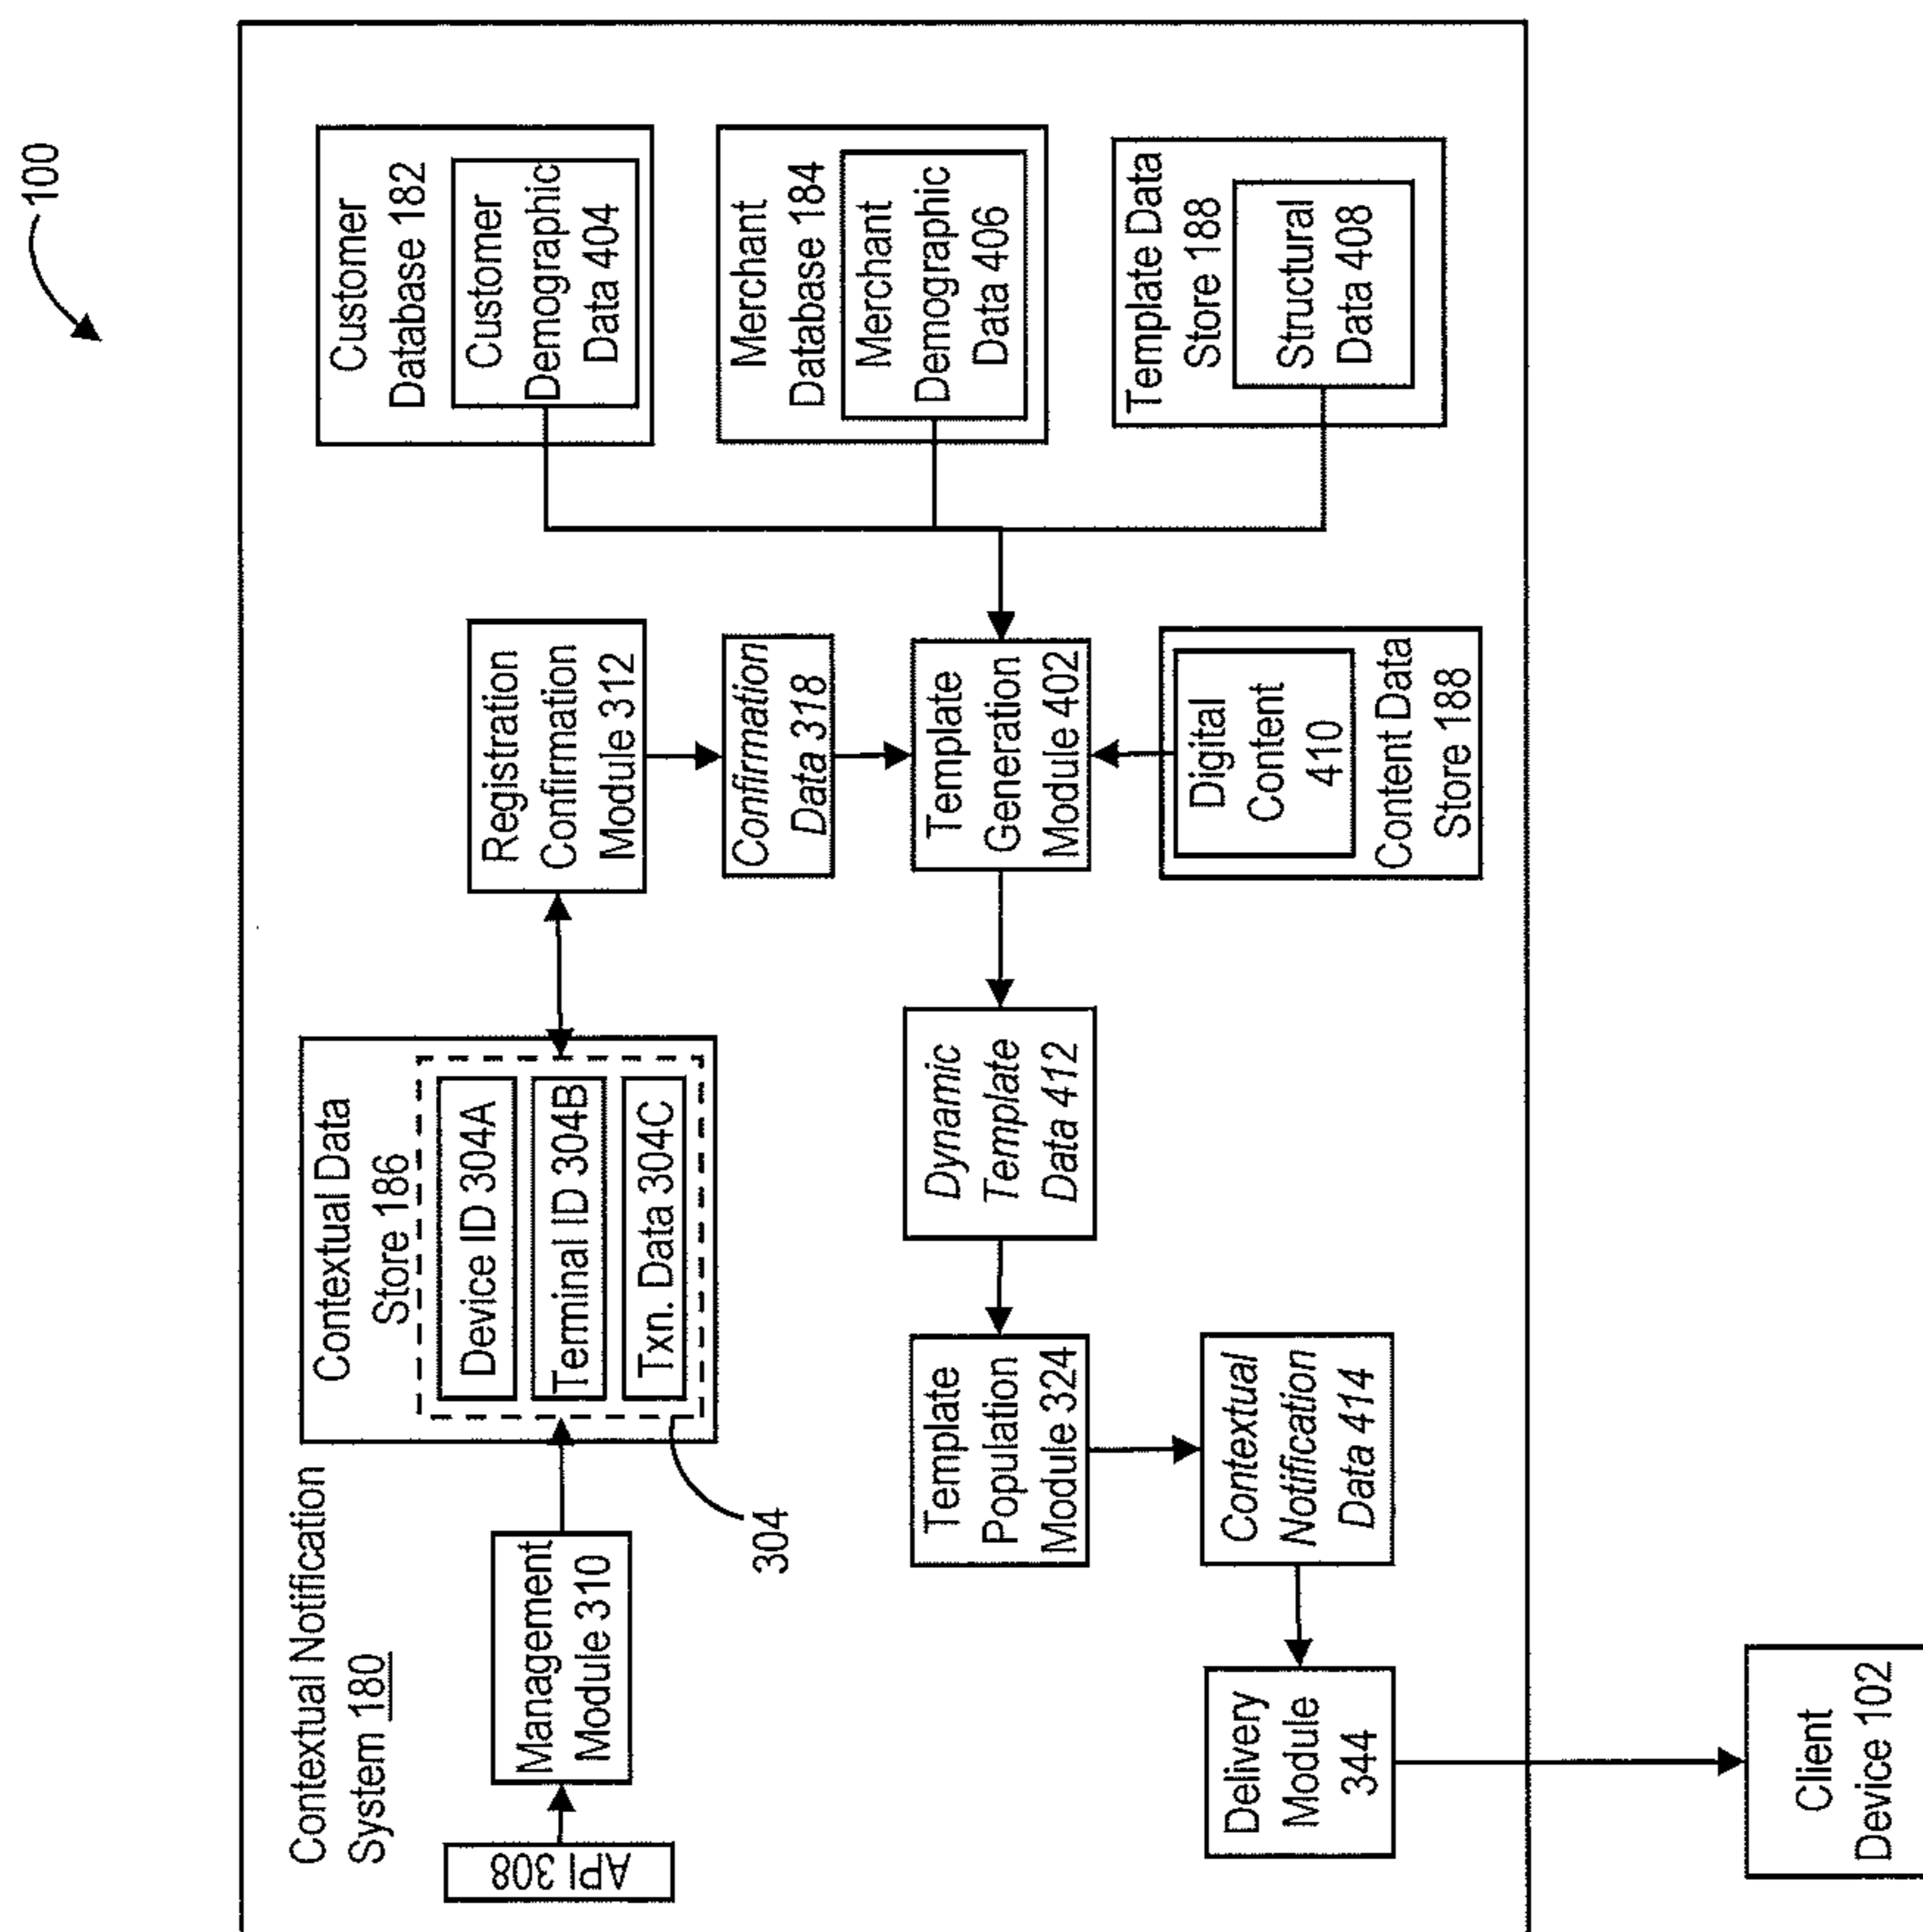 100
Contextual Notification
System 180
API 308
Management
Module 310
Contextual Data
Store 186
Device ID 304A
Terminal ID 304B
Txn. Data 304C
304
Registration
Confirmation
Module 312
Confirmation
Data 318
Customer
Database 182
Customer
Demographic
Data 404
Merchant
Database 184
Merchant
Demographic
Data 406
Template Data
Store 188
Structural
Data 408
Template
Generation
Module 402
Digital
Content
410
Content Data
Store 188
Dynamic
Template
Data 412
Template
Population
Module 324
Contextual
Notification
Data 414
Delivery
Module
344
Client
Device 102